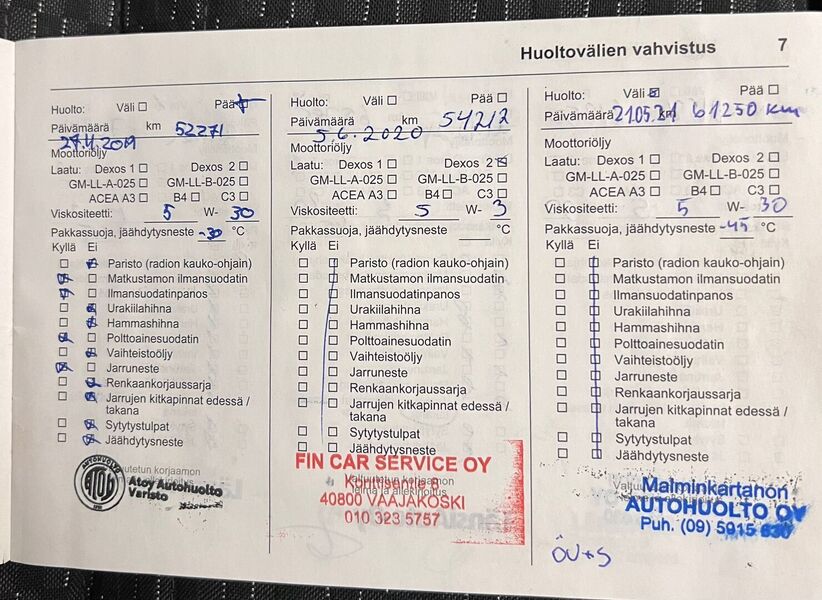 Huoltovälien vahvistus 7
Huolto: Väli Pää
Päivämäärä km 52271
27.11.2019
Moottoriöljy
Laatu: Dexos 1 Dexos 2
GM-LL-A-025 GM-LL-B-025
ACEA A3 B4 C3
Viskositeetti: 5 W- 30
Pakkassuoja, jäähdytysneste -30 °C
Kyllä Ei
Paristo (radion kauko-ohjain)
Matkustamon ilmansuodatin
Ilmansuodatinpanos
Urakiilahihna
Hammashihna
Polttoainesuodatin
Vaihteistoöljy
Jarruneste
Renkaankorjaussarja
Jarrujen kitkapinnat edessä /
takana
Sytytystulpat
Jäähdytysneste
Atoy Autohuolto
Varisto
Huolto: Väli Pää
Päivämäärä km 54212
5.6.2020
Moottoriöljy
Laatu: Dexos 1 Dexos 2
GM-LL-A-025 GM-LL-B-025
ACEA A3 B4 C3
Viskositeetti: 5 W- 3
Pakkassuoja, jäähdytysneste °C
Kyllä Ei
Paristo (radion kauko-ohjain)
Matkustamon ilmansuodatin
Ilmansuodatinpanos
Urakiilahihna
Hammashihna
Polttoainesuodatin
Vaihteistoöljy
Jarruneste
Renkaankorjaussarja
Jarrujen kitkapinnat edessä /
takana
Sytytystulpat
Jäähdytysneste
FIN CAR SERVICE OY
40800 VAAJAKOSKI
010 323 5757
Huolto: Väli Pää
Päivämäärä 21.05.21 km 61250 km
Moottoriöljy
Laatu: Dexos 1 Dexos 2
GM-LL-A-025 GM-LL-B-025
ACEA A3 B4 C3
Viskositeetti: 5 W- 30
Pakkassuoja, jäähdytysneste -45 °C
Kyllä Ei
Paristo (radion kauko-ohjain)
Matkustamon ilmansuodatin
Ilmansuodatinpanos
Urakiilahihna
Hammashihna
Polttoainesuodatin
Vaihteistoöljy
Jarruneste
Renkaankorjaussarja
Jarrujen kitkapinnat edessä /
takana
Sytytystulpat
Jäähdytysneste
Malminkartanon
AUTOHUOLTO OY
Puh. (09) 5915 630
ÖV+S